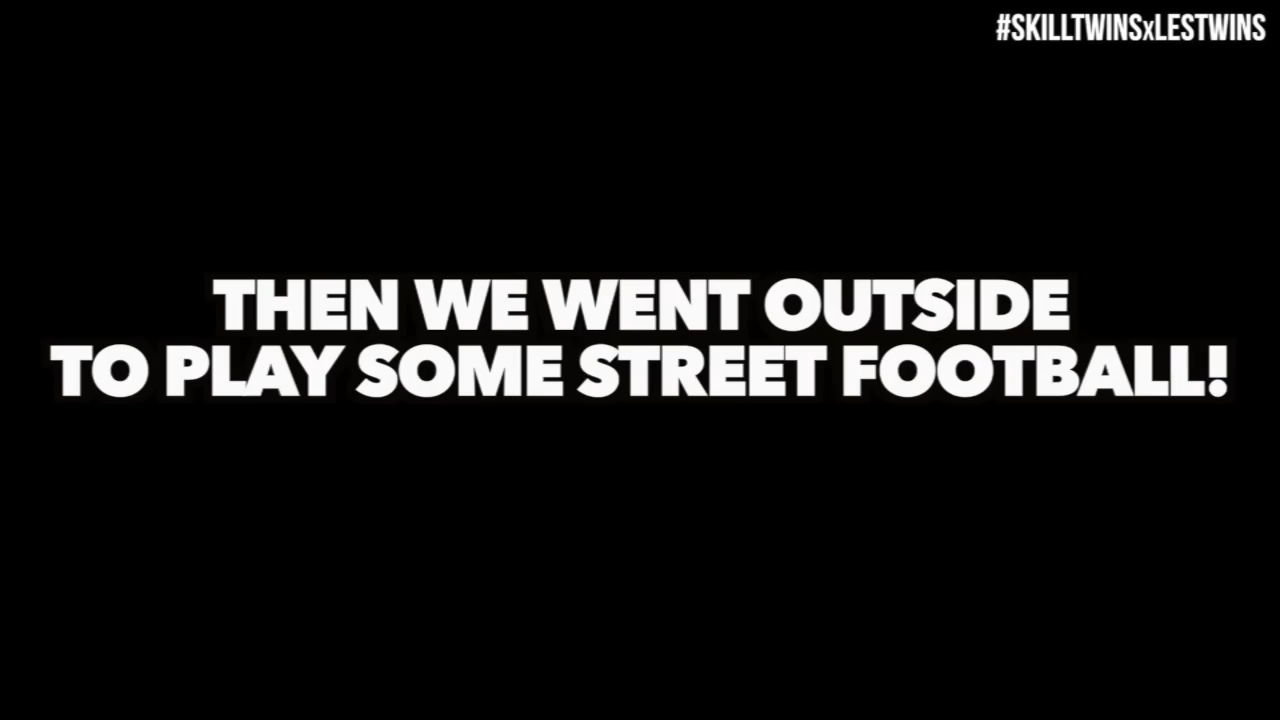 #SKILLTWINSxLESTWINS
THEN WE WENT OUTSIDE
TO PLAY SOME STREET FOOTBALL!